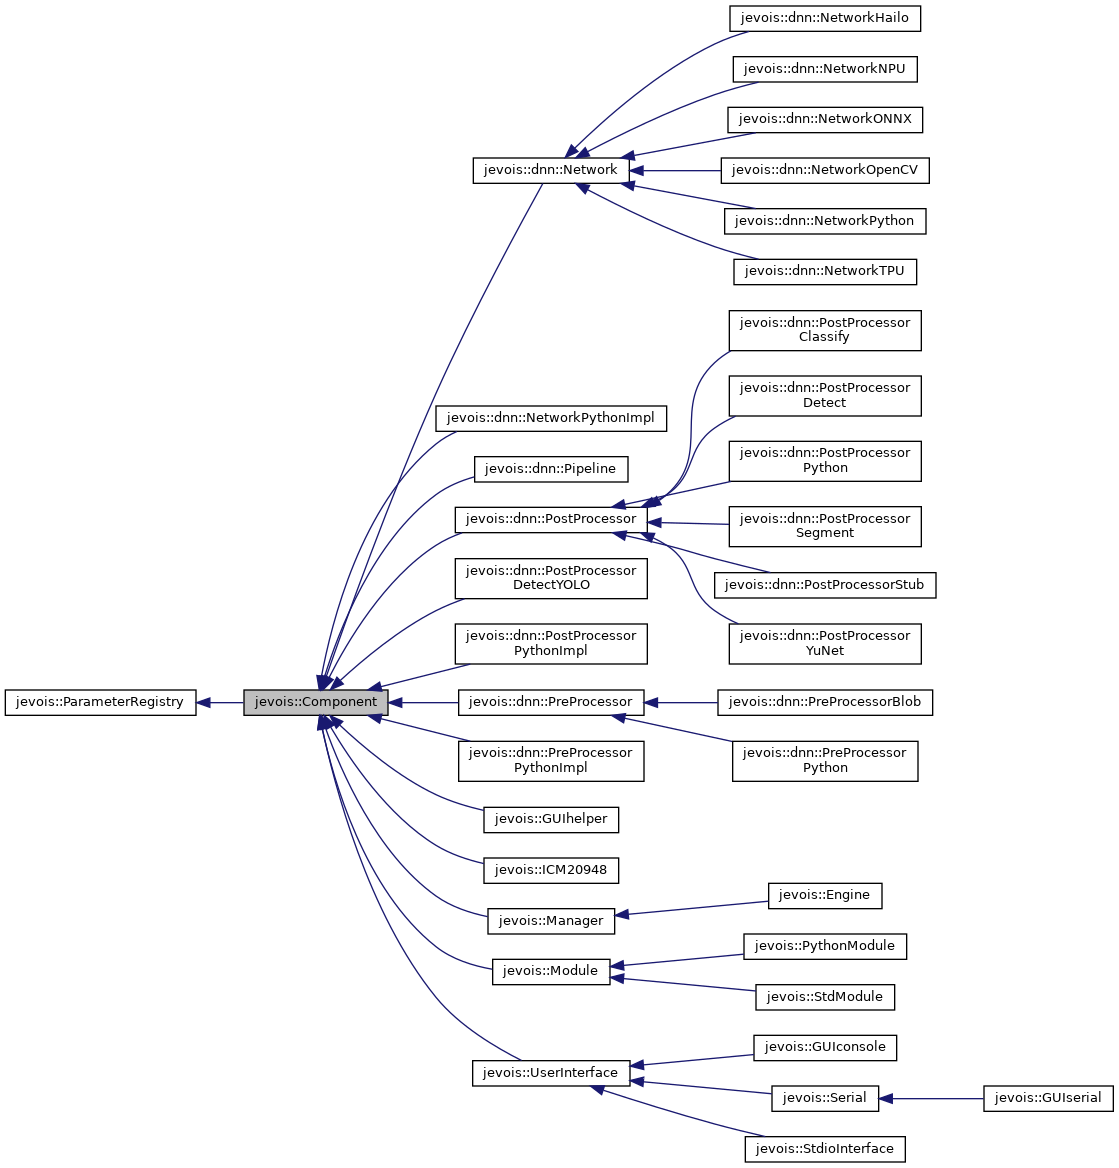 jevois::dnn::NetworkHailo
jevois::dnn::NetworkNPU
jevois::dnn::NetworkONNX
jevois::dnn::Network
jevois::dnn::NetworkOpenCV
jevois::dnn::NetworkPython
jevois::dnn::NetworkTPU
jevois::dnn::PostProcessor
Classify
jevois::dnn::PostProcessor
Detect
jevois::dnn::NetworkPythonImpl
jevois::dnn::PostProcessor
Python
jevois::dnn::Pipeline
jevois::dnn::PostProcessor
jevois::dnn::PostProcessor
Segment
jevois::dnn::PostProcessor
DetectYOLO
jevois::dnn::PostProcessorStub
jevois::dnn::PostProcessor
PythonImpl
jevois::dnn::PostProcessor
YuNet
jevois::ParameterRegistry
jevois::Component
jevois::dnn::PreProcessor
jevois::dnn::PreProcessorBlob
jevois::dnn::PreProcessor
PythonImpl
jevois::dnn::PreProcessor
Python
jevois::GUIhelper
jevois::ICM20948
jevois::Engine
jevois::Manager
jevois::PythonModule
jevois::Module
jevois::StdModule
jevois::GUIconsole
jevois::UserInterface
jevois::Serial
jevois::GUIserial
jevois::StdioInterface